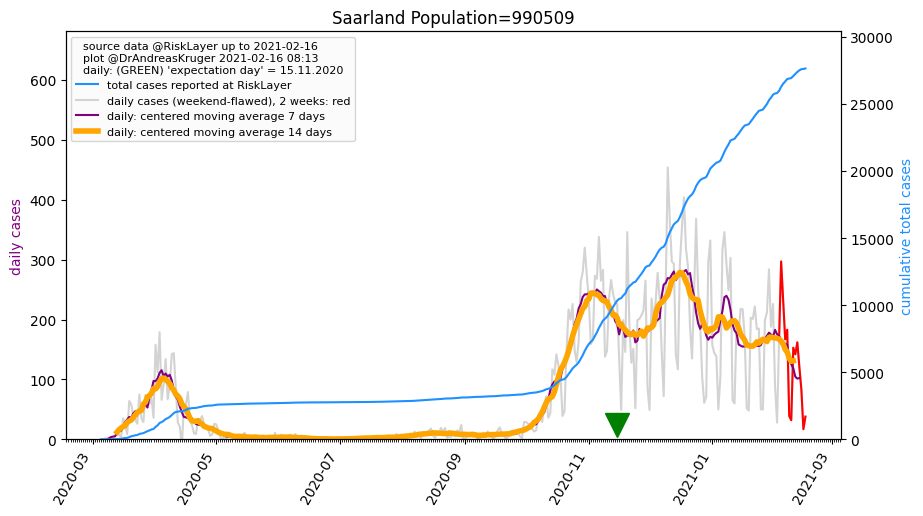 Saarland Population=990509
source data @RiskLayer up to 2021-02-16
plot @DrAndreasKruger 2021-02-16 08:13
daily: (GREEN) 'expectation day' = 15.11.2020
total cases reported at RiskLayer
daily cases (weekend-flawed), 2 weeks: red
daily: centered moving average 7 days
daily: centered moving average 14 days
daily cases
600
500
400
300
200
100
0
cumulative total cases
30000
25000
20000
15000
10000
5000
0
2020-03
2020-05
2020-07
2020-09
2020-11
2021-01
2021-03